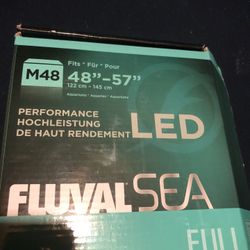 M48
Fits * Für * Pour
48"–57"
122 cm - 145 cm
Aquariums * Aquarien * Aquariums
PERFORMANCE
HOCHLEISTUNG
DE HAUT RENDEMENT
LED
FLUVAL SEA
FULL